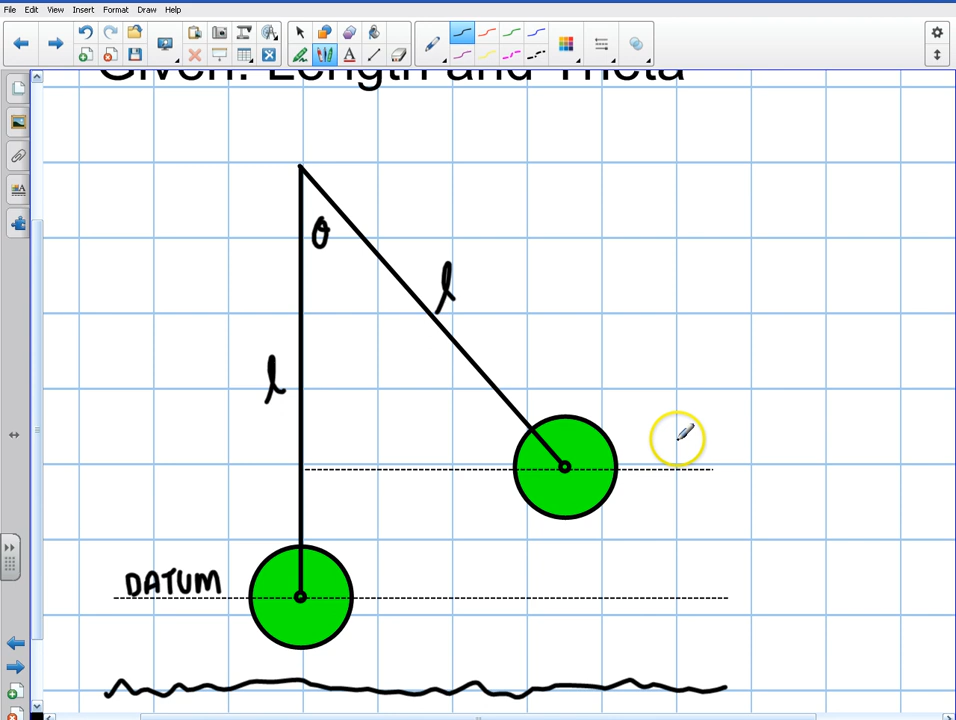 File Edit View Insert Format Draw Help
Given: Length and Theta
θ
l
l
DATUM